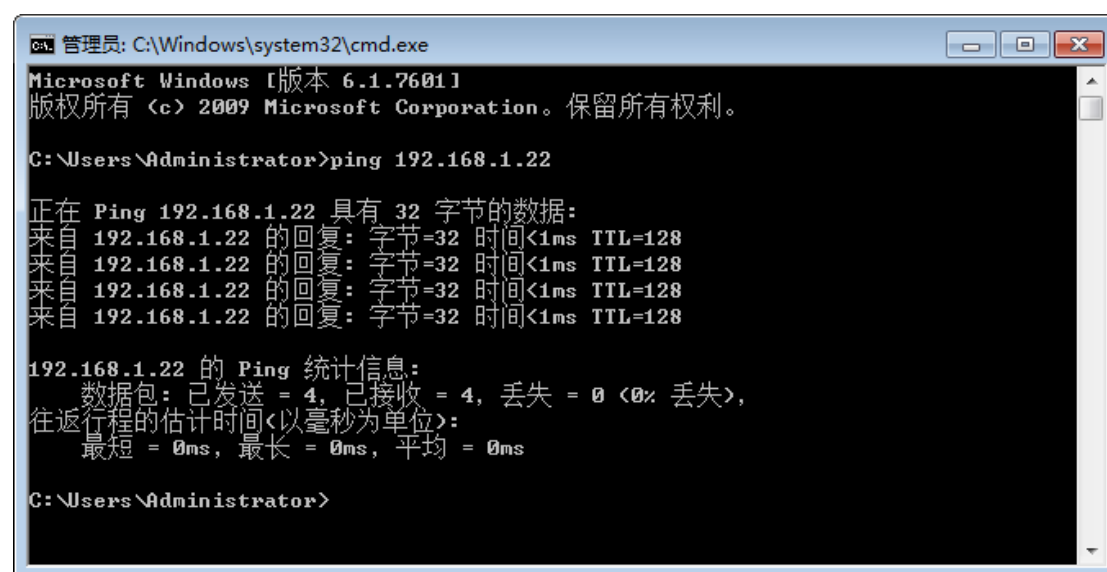 管理员: C:\Windows\system32\cmd.exe
Microsoft Windows [版本 6.1.7601]
版权所有 (c) 2009 Microsoft Corporation。保留所有权利。
C:\Users\Administrator>ping 192.168.1.22
正在 Ping 192.168.1.22 具有 32 字节的数据:
来自 192.168.1.22 的回复: 字节=32 时间<1ms TTL=128
来自 192.168.1.22 的回复: 字节=32 时间<1ms TTL=128
来自 192.168.1.22 的回复: 字节=32 时间<1ms TTL=128
来自 192.168.1.22 的回复: 字节=32 时间<1ms TTL=128
192.168.1.22 的 Ping 统计信息:
数据包: 已发送 = 4, 已接收 = 4, 丢失 = 0 (0% 丢失),
往返行程的估计时间(以毫秒为单位):
最短 = 0ms, 最长 = 0ms, 平均 = 0ms
C:\Users\Administrator>